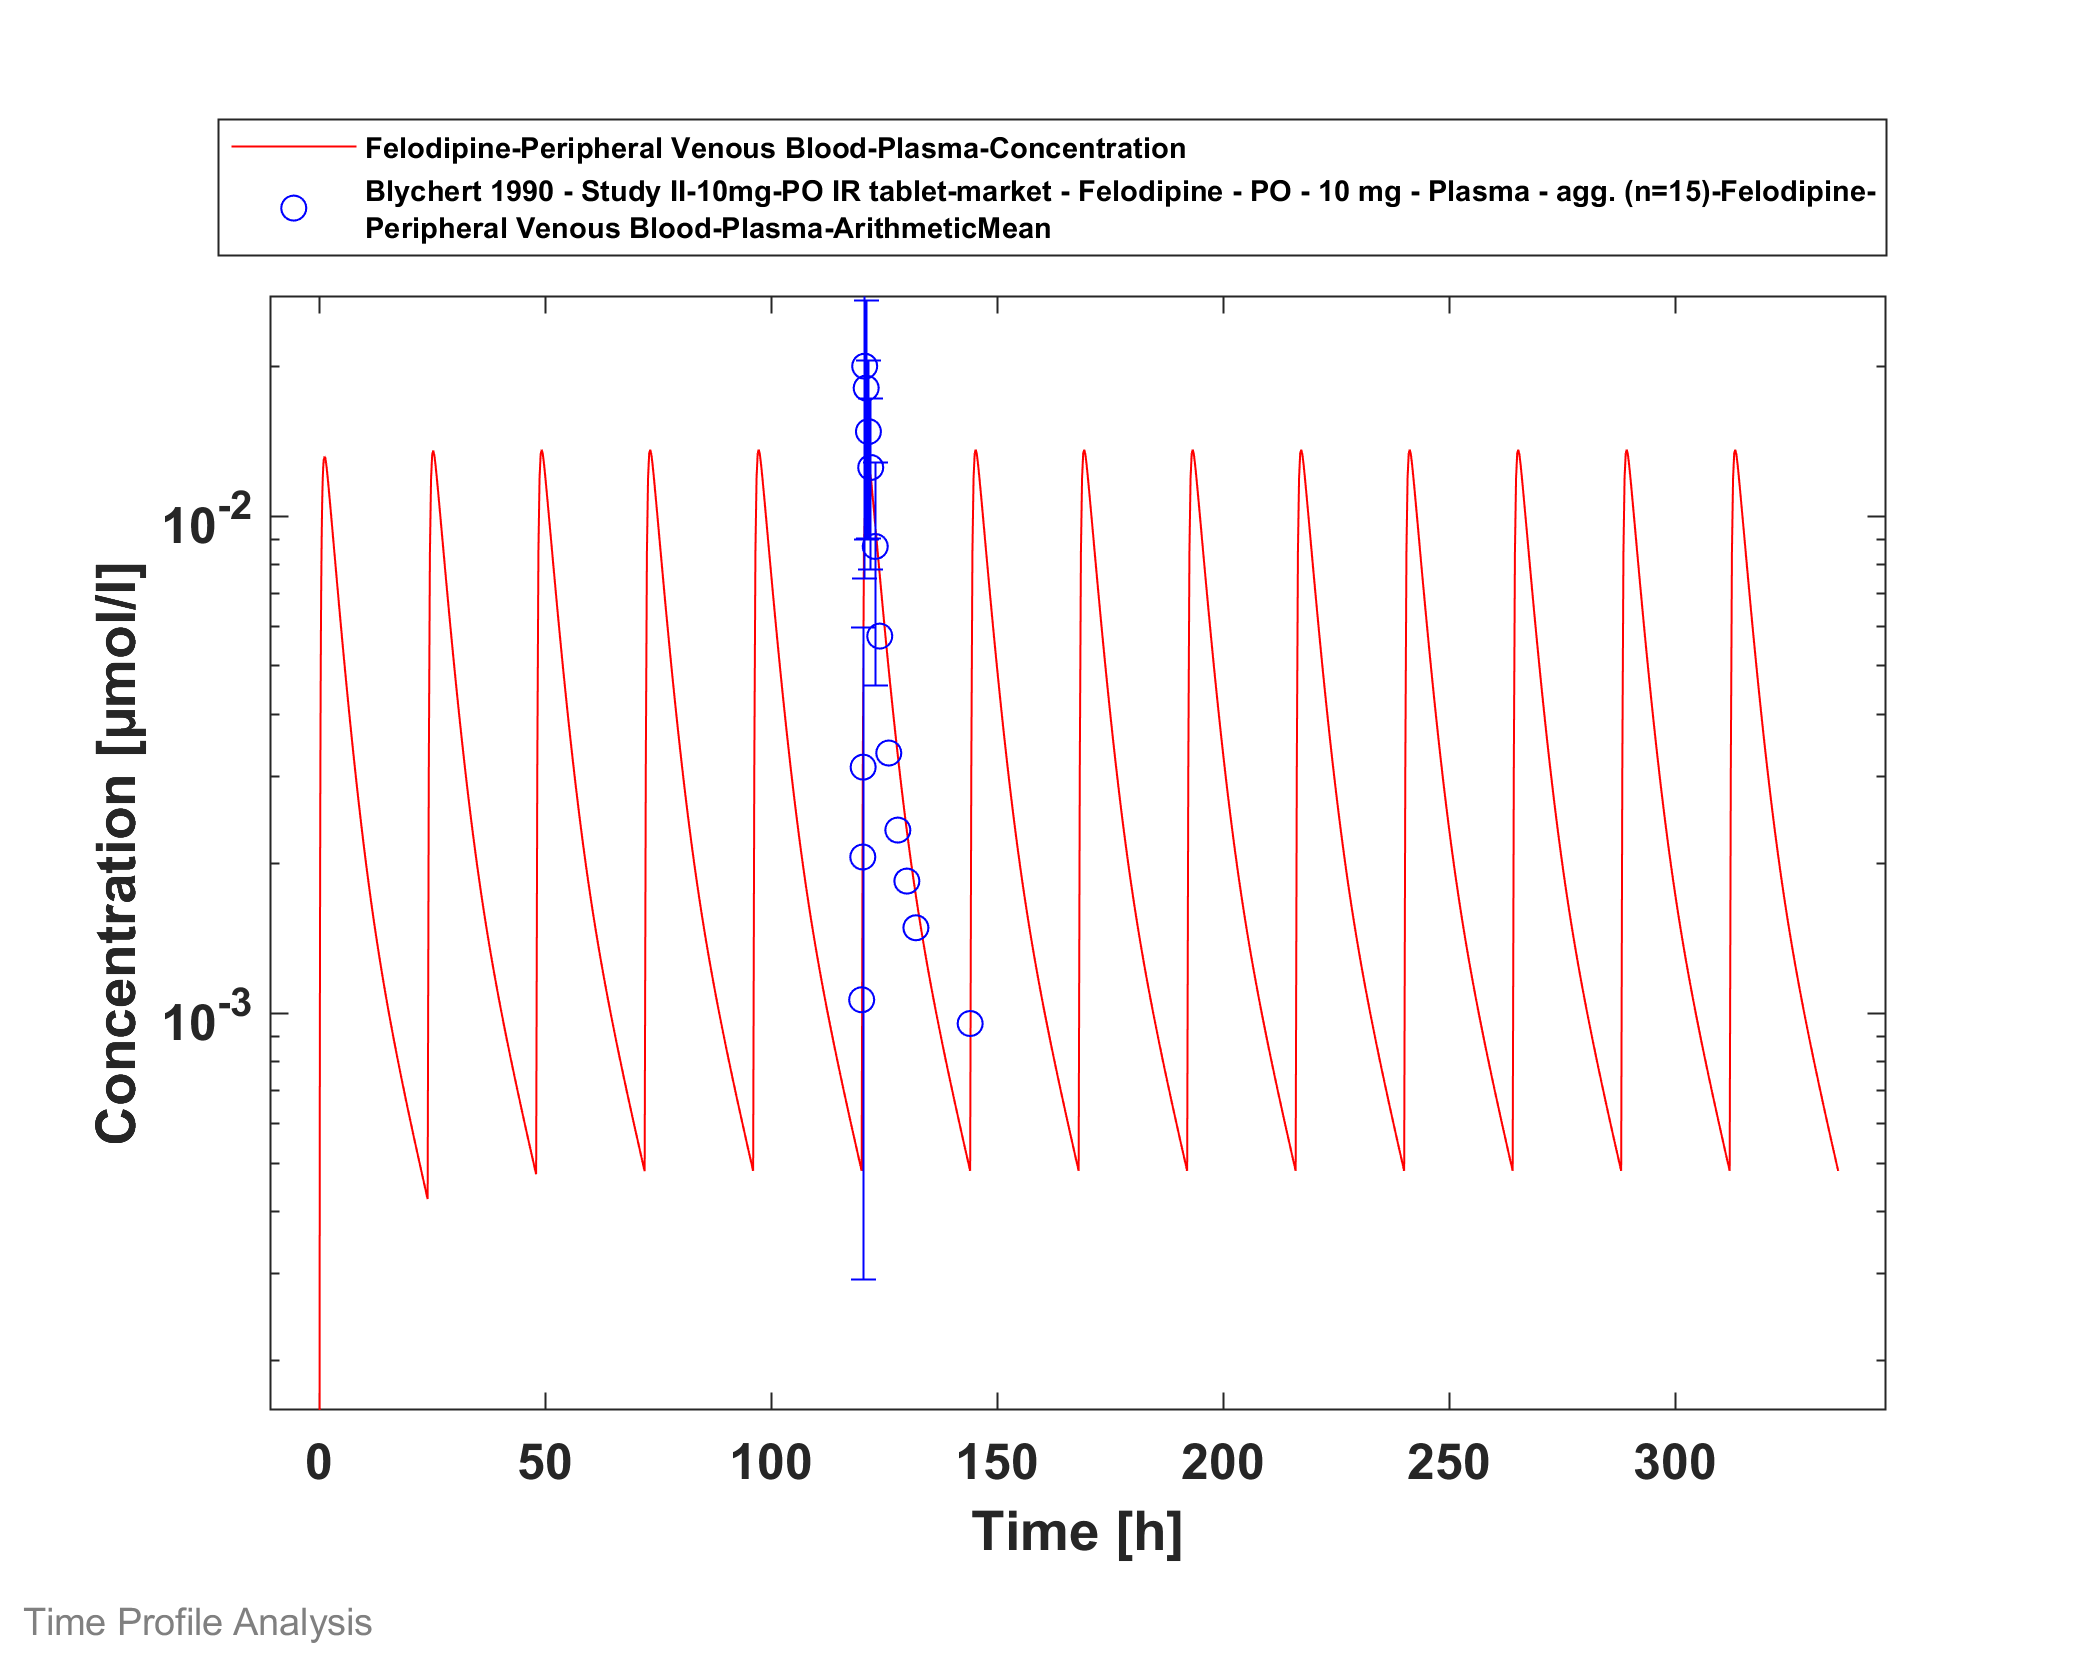 Felodipine-Peripheral Venous Blood-Plasma-Concentration
Blychert 1990 - Study II-10mg-PO IR tablet-market - Felodipine - PO - 10 mg - Plasma - agg. (n=15)-Felodipine-
Peripheral Venous Blood-Plasma-ArithmeticMean
10^-2
10^-3
Concentration [µmol/l]
0 50 100 150 200 250 300
Time [h]
Time Profile Analysis